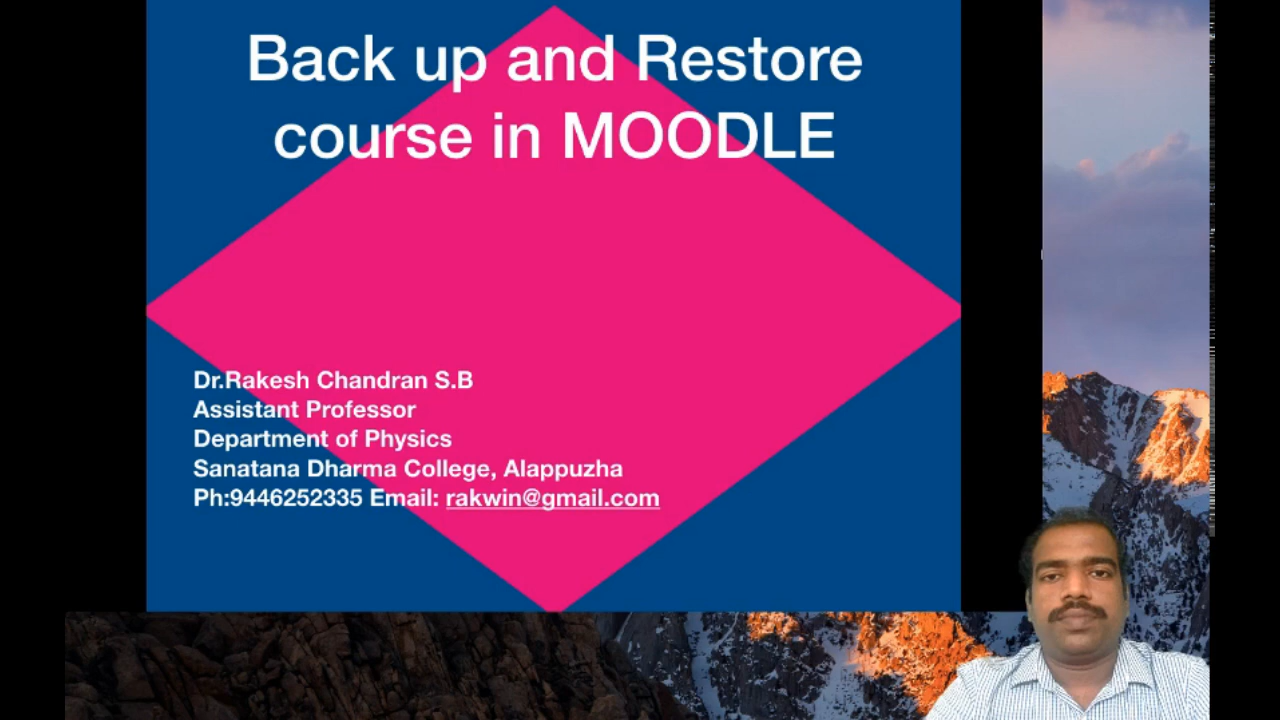 Back up and Restore
course in MOODLE
Dr.Rakesh Chandran S.B
Assistant Professor
Department of Physics
Sanatana Dharma College, Alappuzha
Ph:9446252335 Email: rakwin@gmail.com